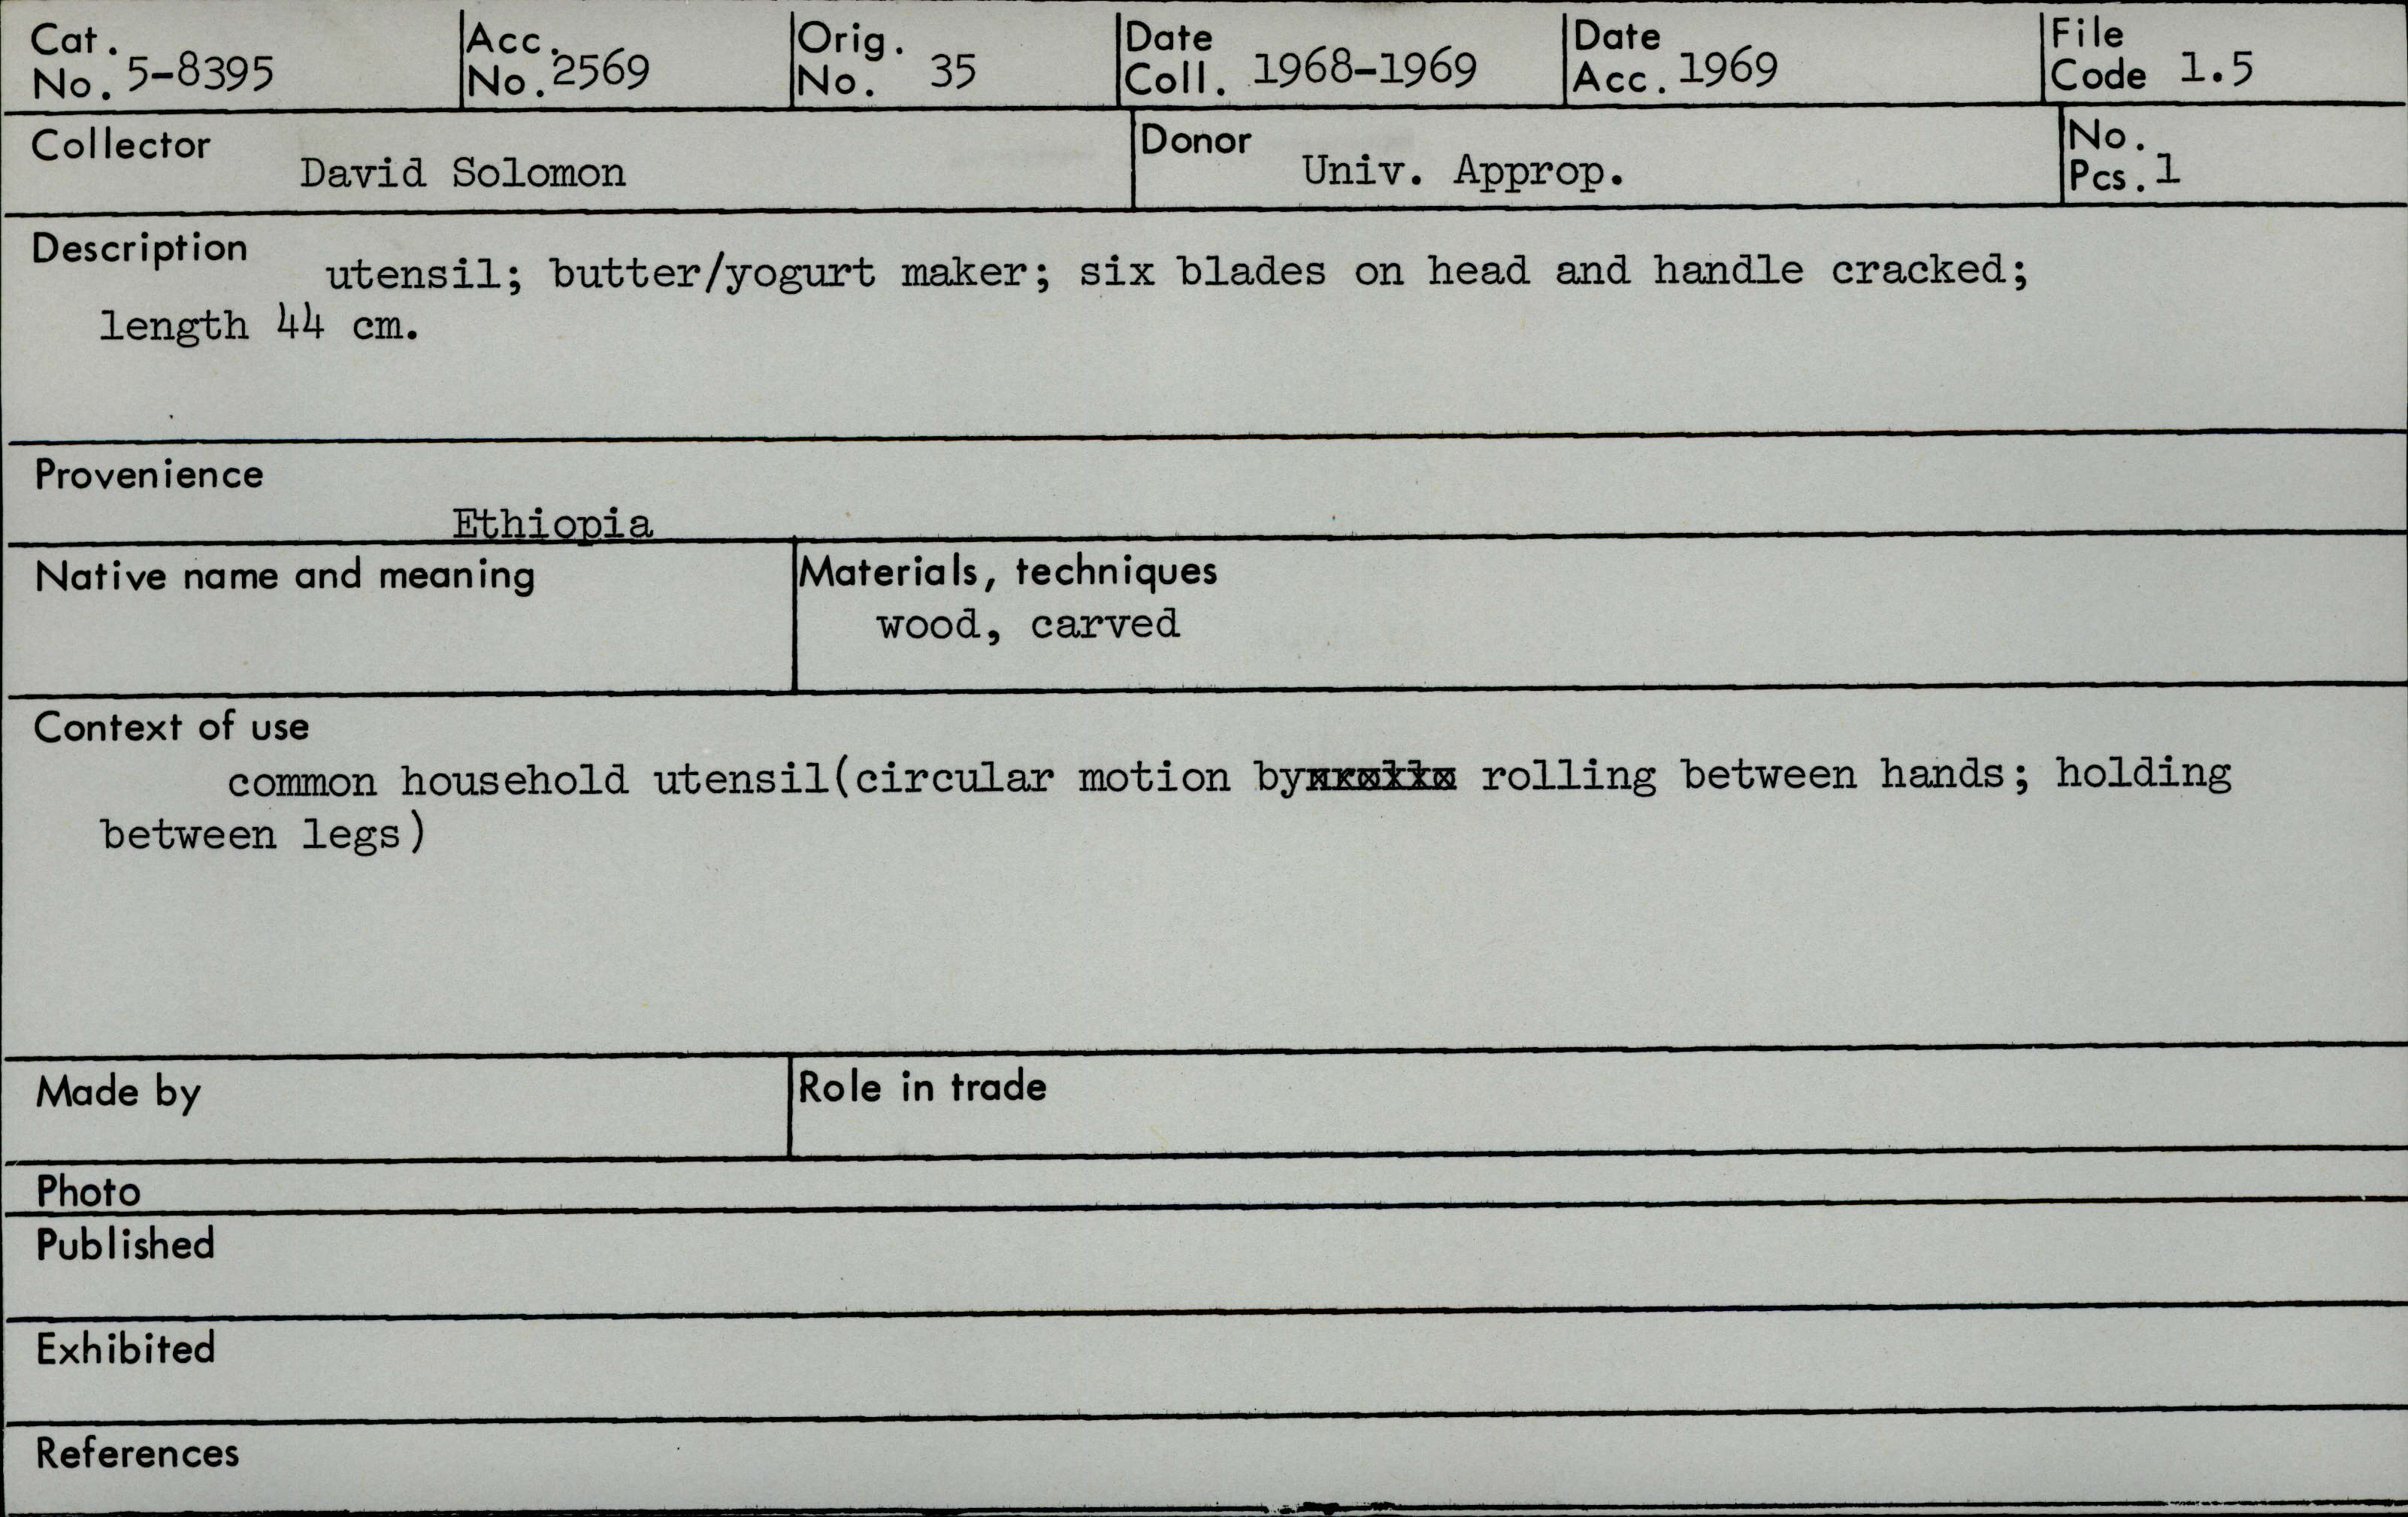 Cat. No. 5-8395
Acc. No. 2569
Orig. No. 35
Date Coll. 1968-1969
Date Acc. 1969
File Code 1.5
Collector David Solomon
Donor Univ. Approp.
No. Pcs. 1
Description utensil; butter/yogurt maker; six blades on head and handle cracked;
length 44 cm.
Provenience
Ethiopia
Native name and meaning
Materials, techniques
wood, carved
Context of use
common household utensil(circular motion by rolling between hands; holding
between legs)
Made by
Role in trade
Photo
Published
Exhibited
References